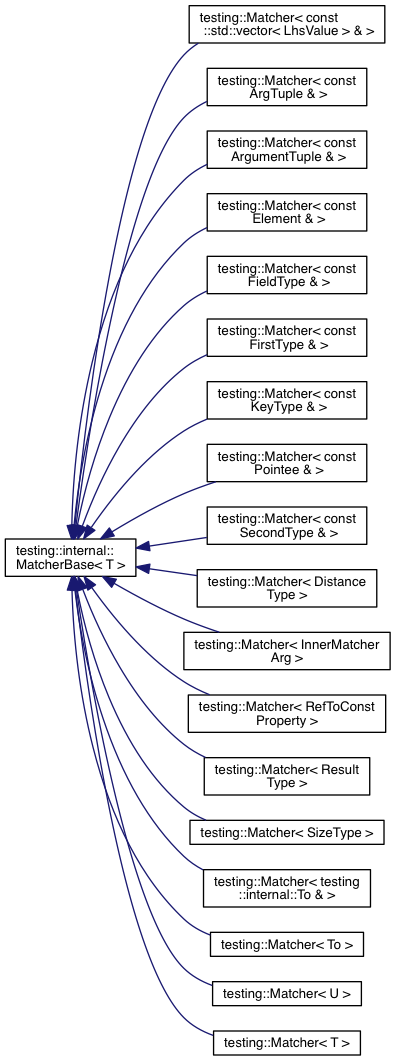 testing::Matcher< const
::std::vector< LhsValue > & >
testing::Matcher< const
ArgTuple & >
testing::Matcher< const
ArgumentTuple & >
testing::Matcher< const
Element & >
testing::Matcher< const
FieldType & >
testing::Matcher< const
FirstType & >
testing::Matcher< const
KeyType & >
testing::Matcher< const
Pointee & >
testing::Matcher< const
SecondType & >
testing::internal::
MatcherBase< T >
testing::Matcher< Distance
Type >
testing::Matcher< InnerMatcher
Arg >
testing::Matcher< RefToConst
Property >
testing::Matcher< Result
Type >
testing::Matcher< SizeType >
testing::Matcher< testing
::internal::To & >
testing::Matcher< To >
testing::Matcher< U >
testing::Matcher< T >